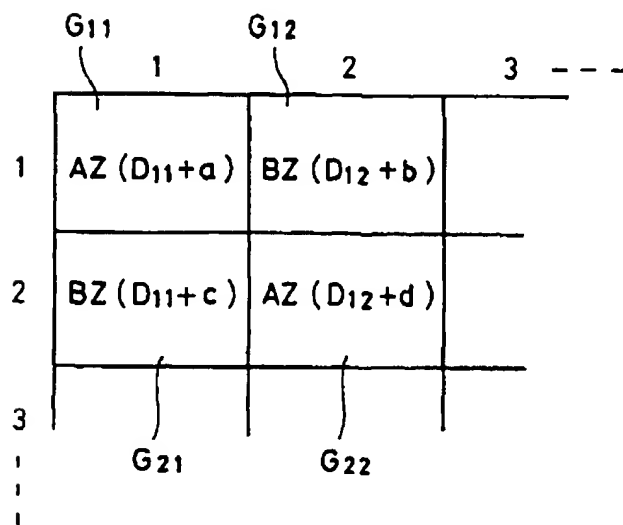 G11 G12
1 2 3 ---
1 AZ (D11+a) BZ (D12+b)
2 BZ (D11+c) AZ (D12+d)
3
G21 G22